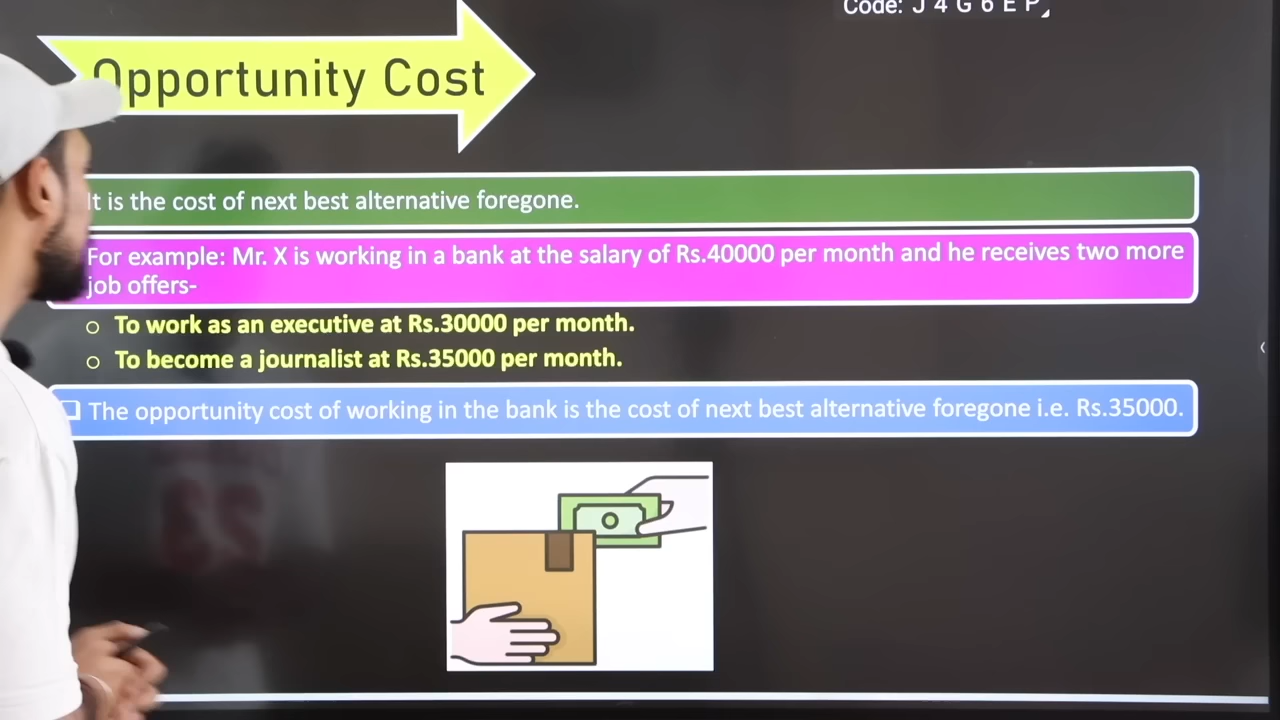 Code: J 4 G 6 E P
Opportunity Cost
It is the cost of next best alternative foregone.
For example: Mr. X is working in a bank at the salary of Rs.40000 per month and he receives two more
job offers-
o To work as an executive at Rs.30000 per month.
o To become a journalist at Rs.35000 per month.
❑ The opportunity cost of working in the bank is the cost of next best alternative foregone i.e. Rs.35000.